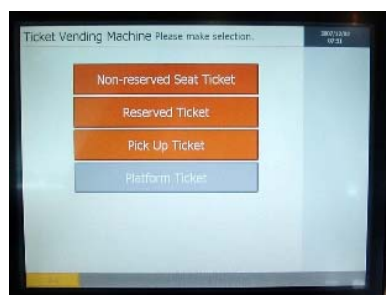 Ticket Vending Machine Please make selection.
Non-reserved Seat Ticket
Reserved Ticket
Pick Up Ticket
Platform Ticket